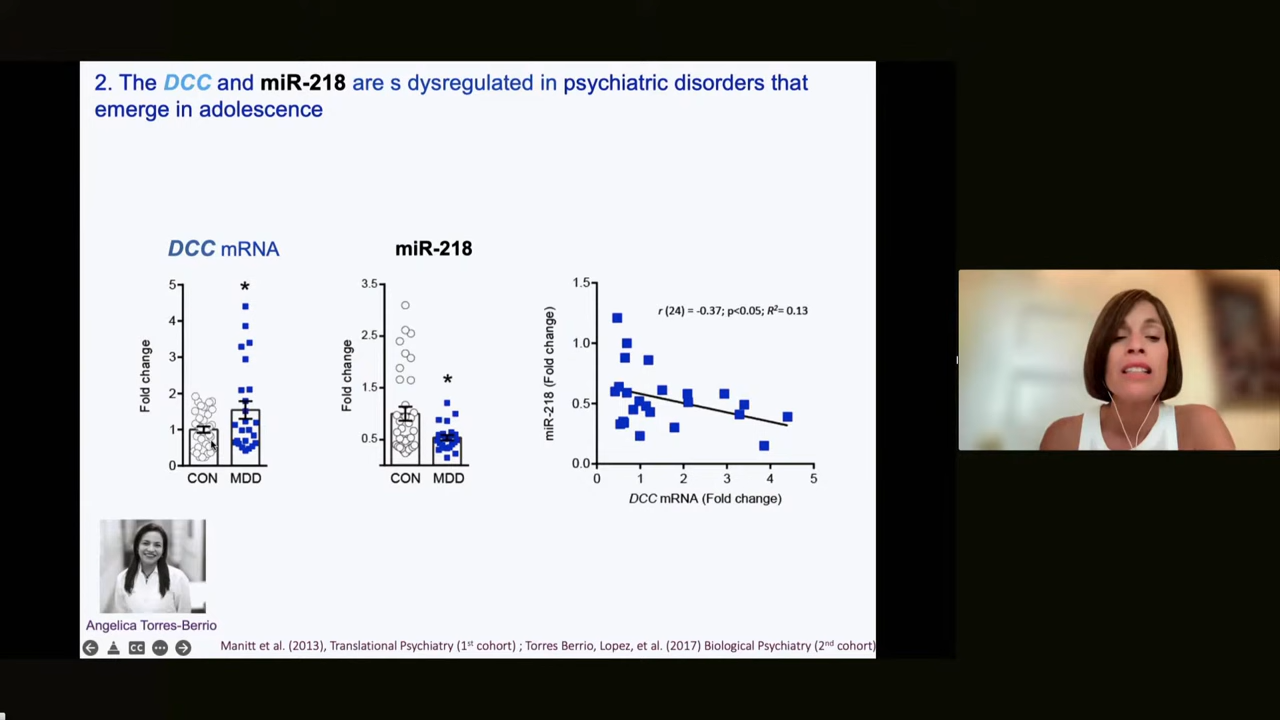 2. The DCC and miR-218 are s dysregulated in psychiatric disorders that
emerge in adolescence
DCC mRNA
Fold change
5
4
3
2
1
0
*
CON MDD
miR-218
Fold change
3.5
2.5
1.5
0.5
*
CON MDD
miR-218 (Fold change)
1.5
1.0
0.5
0.0
r (24) = -0.37; p<0.05; R²= 0.13
0 1 2 3 4 5
DCC mRNA (Fold change)
Angelica Torres-Berrio
CC
Manitt et al. (2013), Translational Psychiatry (1st cohort) ; Torres Berrio, Lopez, et al. (2017) Biological Psychiatry (2nd cohort)